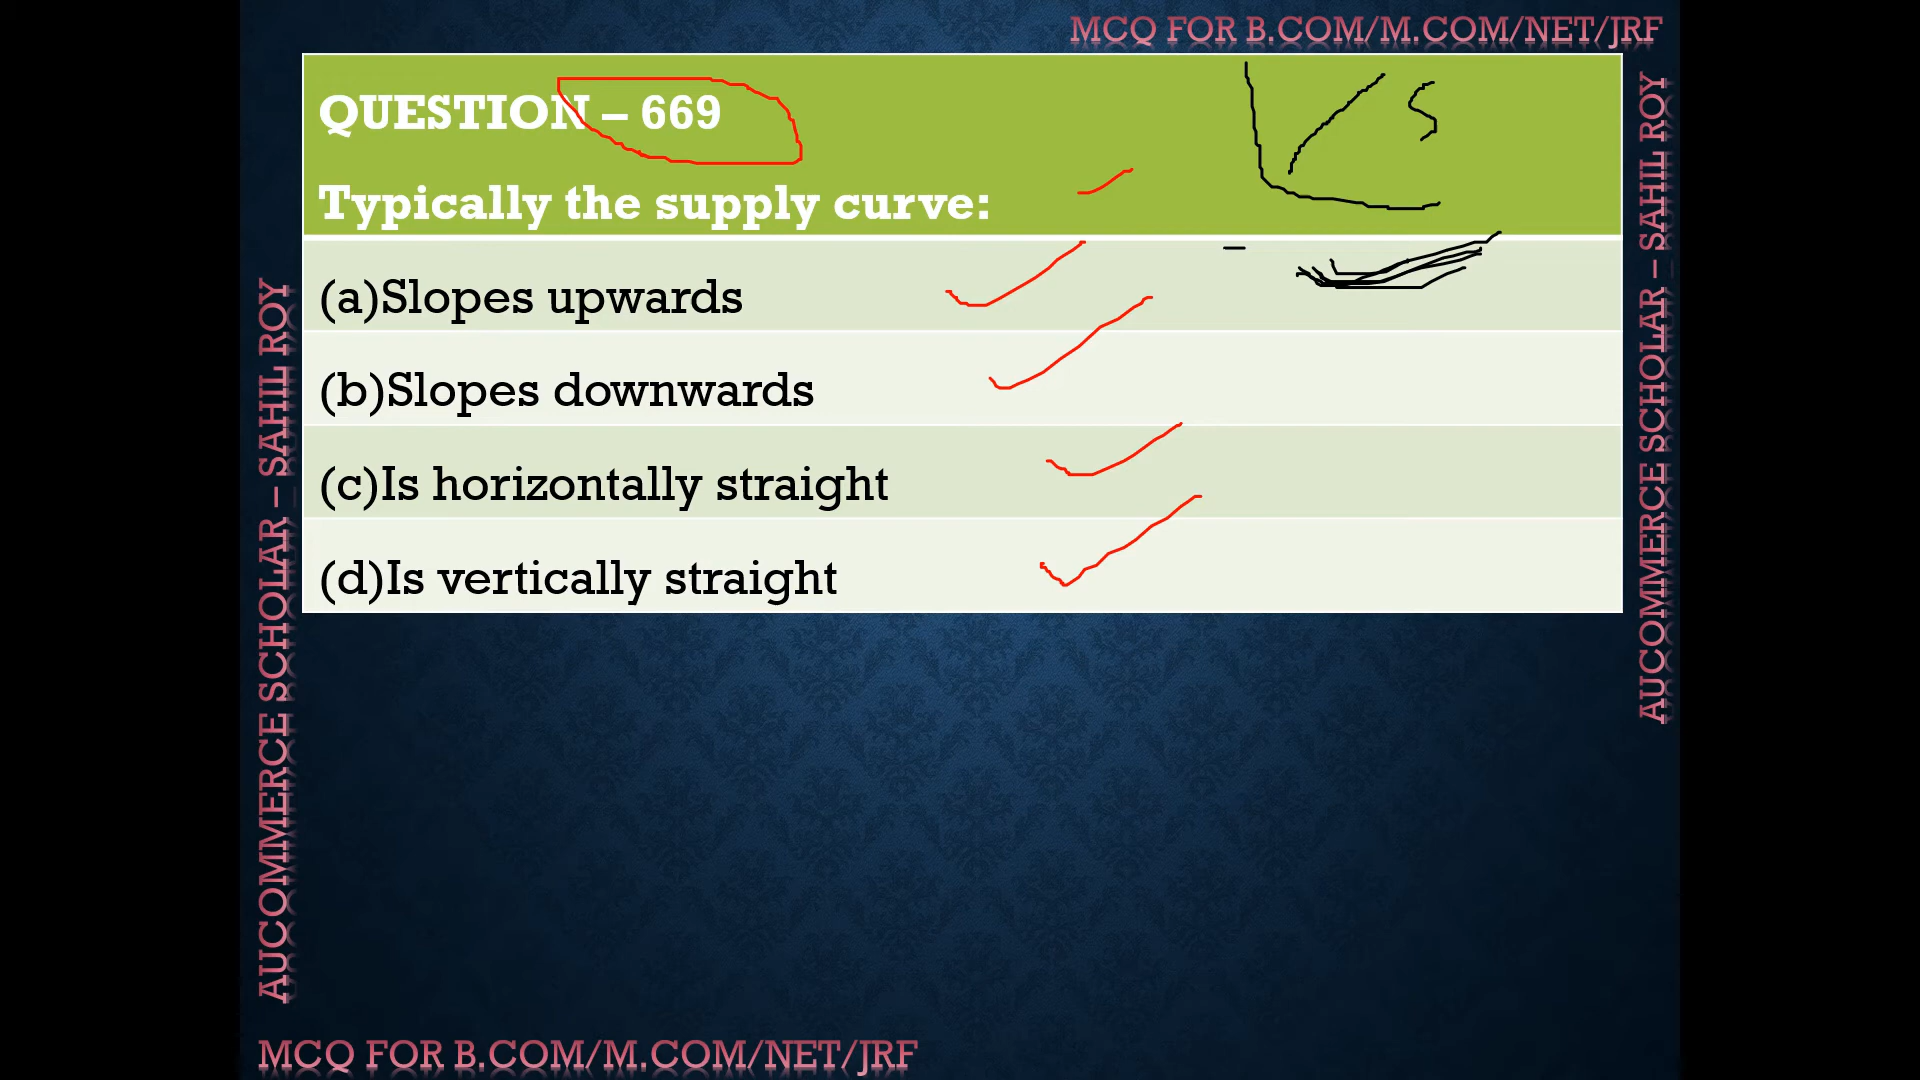 MCQ FOR B.COM/M.COM/NET/JRF
QUESTION – 669
S
Typically the supply curve:
(a)Slopes upwards
(b)Slopes downwards
(c)Is horizontally straight
(d)Is vertically straight
AUCOMMERCE SCHOLAR – SAHIL ROY
AUCOMMERCE SCHOLAR – SAHIL ROY
MCQ FOR B.COM/M.COM/NET/JRF